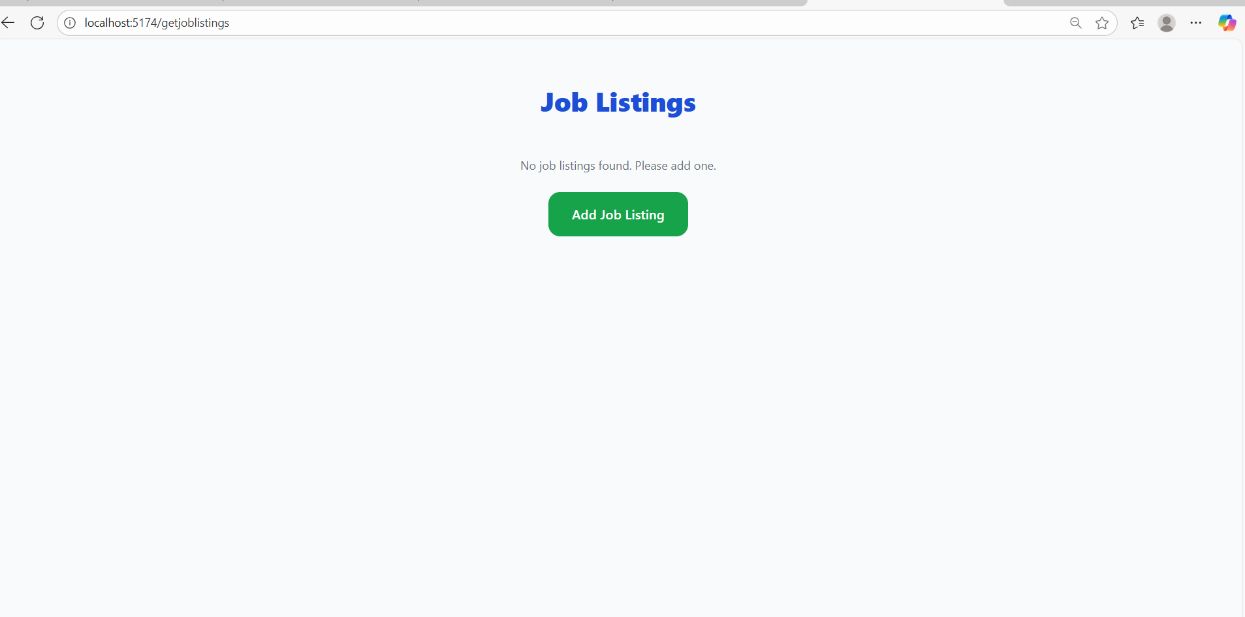 localhost:5174/getjoblistings
Job Listings
No job listings found. Please add one.
Add Job Listing